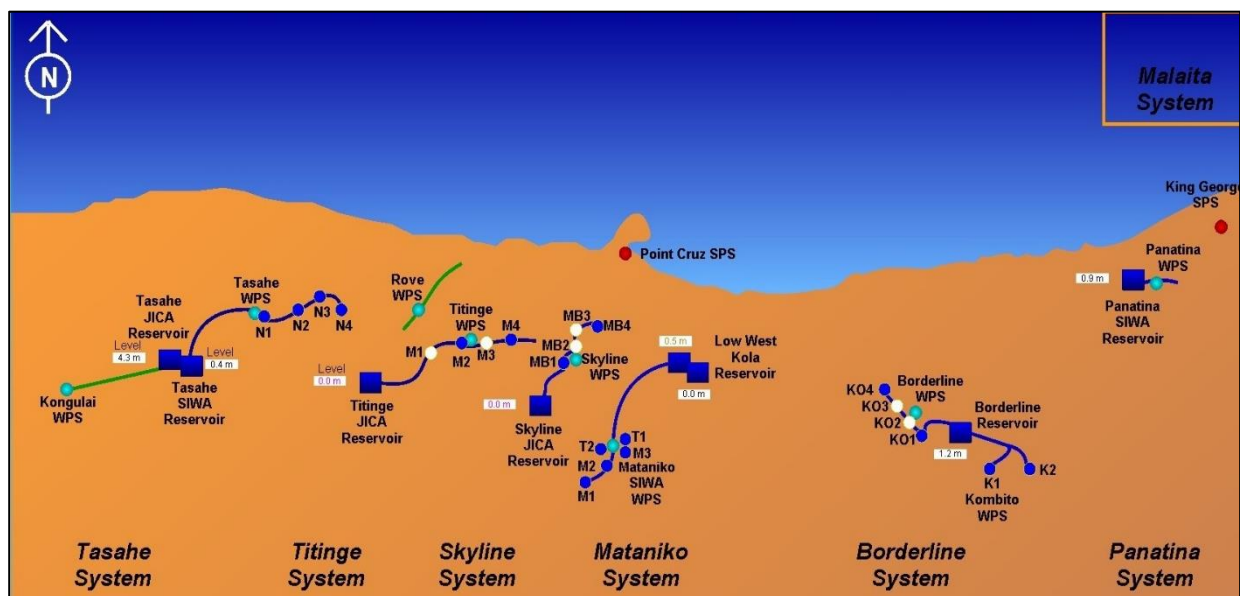 N
Malaita
System
King George
SPS
Point Cruz SPS
Panatina
WPS
0.9 m
Panatina
SIWA
Reservoir
Rove
WPS
Tasahe
WPS
Tasahe
JICA
Reservoir
Level
4.3 m
Level
0.4 m
N1
N2
N3
N4
Tasahe
SIWA
Reservoir
Kongulai
WPS
Titinge
WPS
M1
M2
M3
M4
Level
0.0 m
Titinge
JICA
Reservoir
MB3
MB4
MB2
MB1
Skyline
WPS
0.0 m
Skyline
JICA
Reservoir
0.5 m
Low West
Kola
Reservoir
0.0 m
T2
T1
M3
M2
M1
Mataniko
SIWA
WPS
KO4
KO3
KO2
KO1
Borderline
WPS
Borderline
Reservoir
1.2 m
K1
K2
Kombito
WPS
Tasahe
System
Titinge
System
Skyline
System
Mataniko
System
Borderline
System
Panatina
System